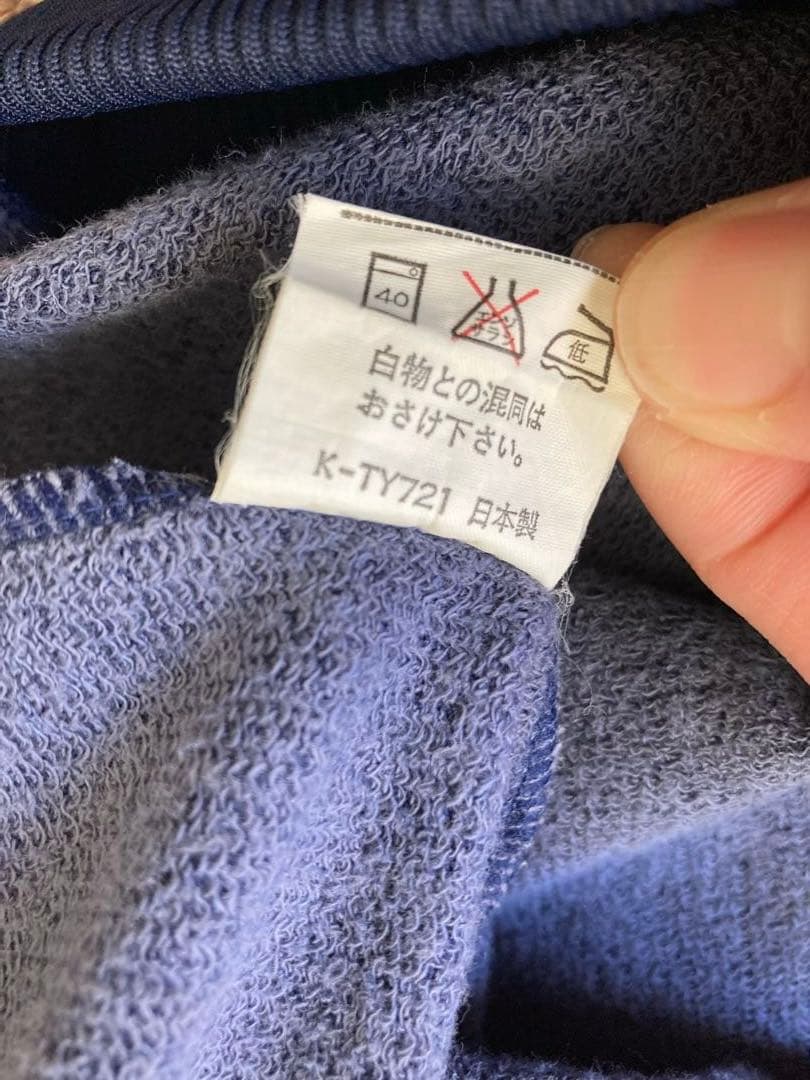 40
エンソ
サラシ
低
白物との混同は
おさけ下さい。
K-TY721 日本製